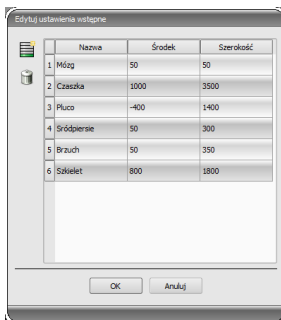 Edytuj ustawienia wstępne
Nazwa Środek Szerokość
1 Mózg 50 50
2 Czaszka 1000 3500
3 Płuco -400 1400
4 Śródpiersie 50 300
5 Brzuch 50 350
6 Szkielet 800 1800
OK Anuluj